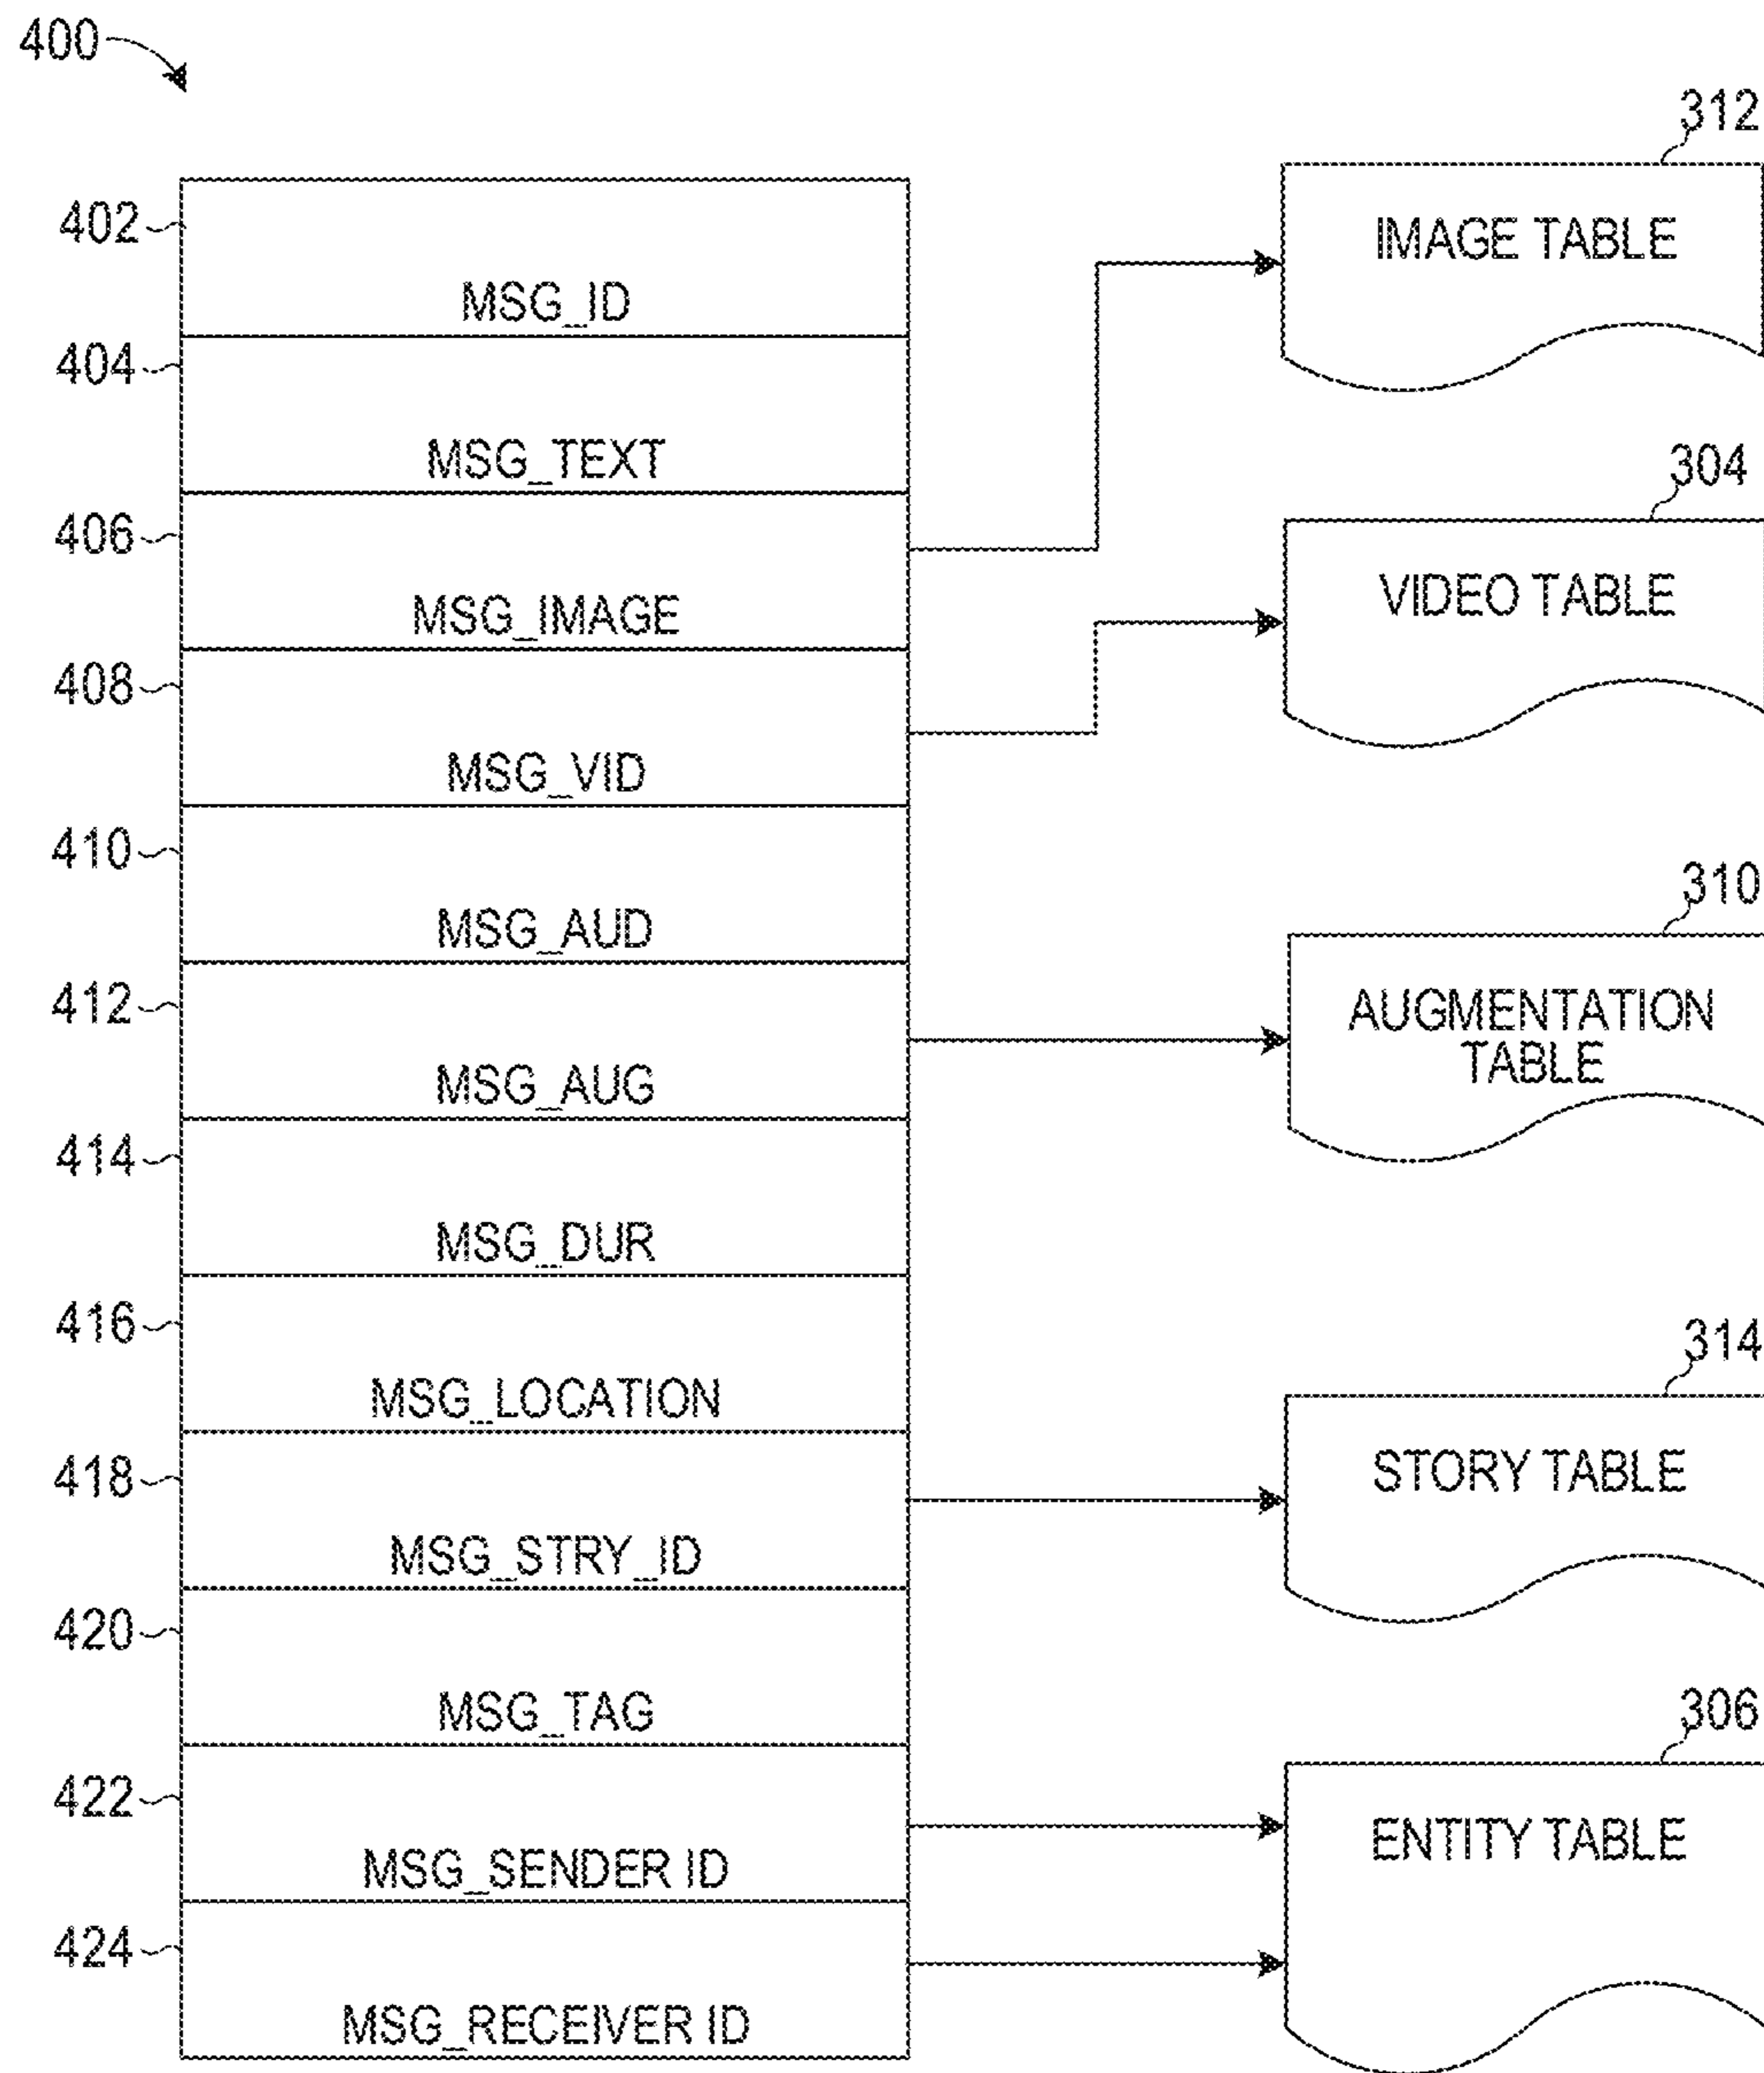 400
312
402
IMAGE TABLE
MSG_ID
404
MSG_TEXT
304
406
VIDEO TABLE
MSG_IMAGE
408
MSG_VID
410
310
MSG_AUD
412
AUGMENTATION
TABLE
MSG_AUG
414
MSG_DUR
416
314
MSG_LOCATION
418
STORY TABLE
MSG_STRY_ID
420
306
MSG_TAG
422
ENTITY TABLE
MSG_SENDER ID
424
MSG_RECEIVER ID